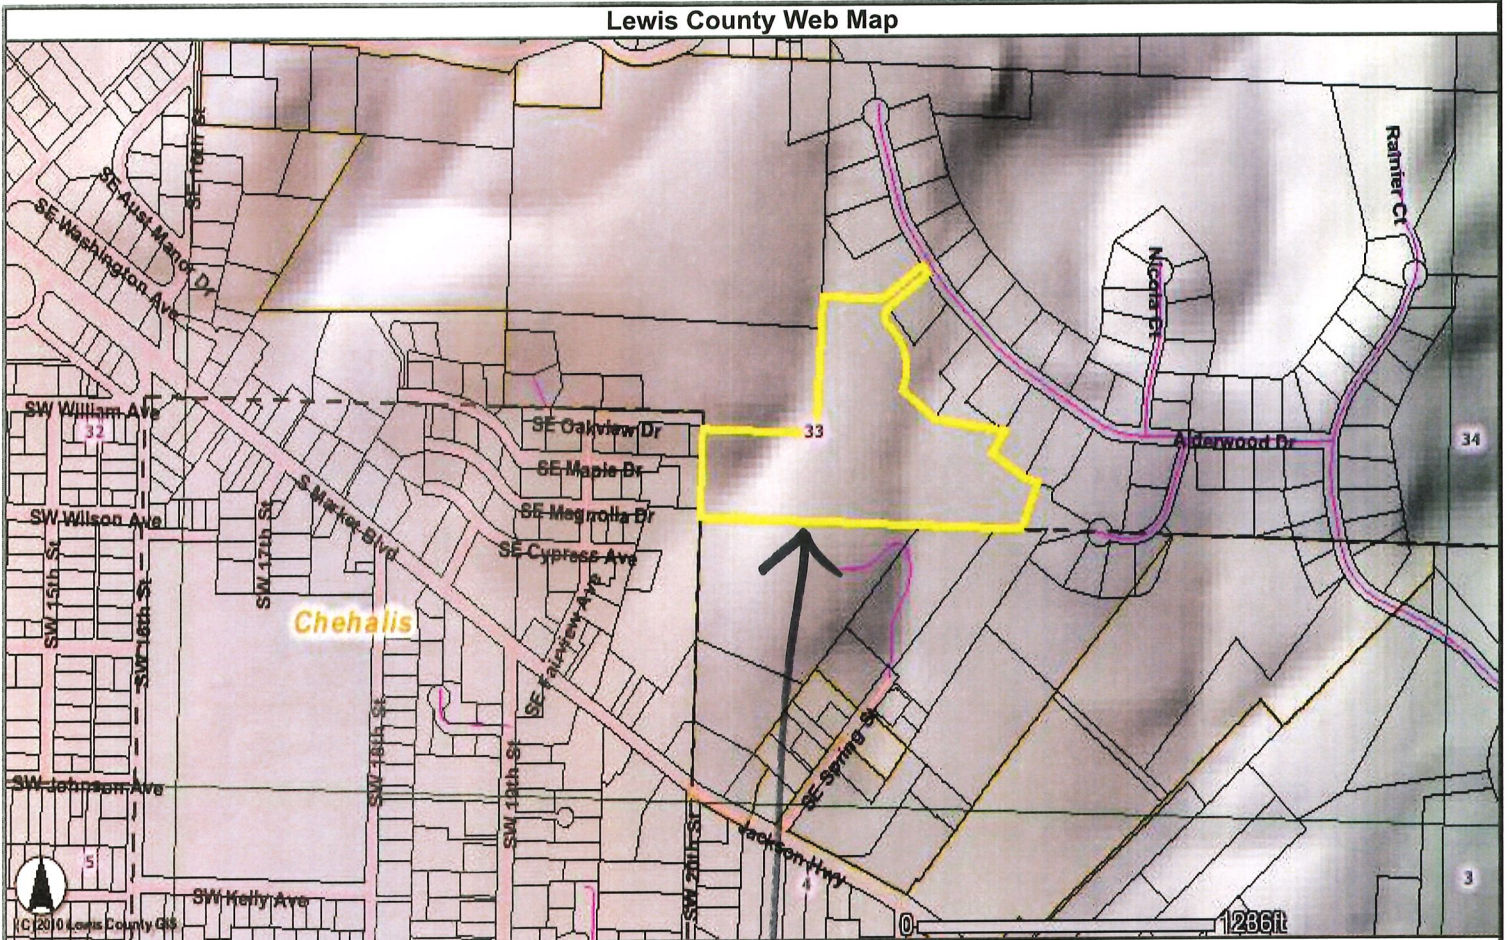 Lewis County Web Map
Rainier Ct
SE 16th St
SE Aust Manor Dr
SE Washington Ave
Nicola Ct
SW William Ave
32
SE Oakview Dr
33
Alderwood Dr
34
SE Maple Dr
S Market Blvd
SE Magnolia Dr
SW Wilson Ave
SW 17th St
SE Cypress Ave
SW 15th St
SW 16th St
Chehalis
SE Fairview Ave
SW 18th St
SE Spring St
SW Johnson Ave
SW 19th St
SW 20th St
Jackson Hwy
5
4
3
SW Kelly Ave
(C) 2010 Lewis County GIS
0
1286ft